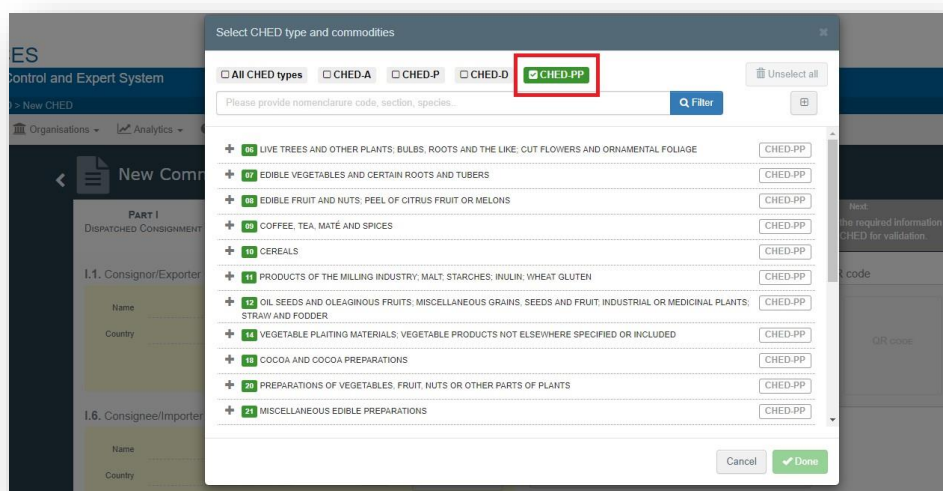 Select CHED type and commodities
ES
Control and Expert System
All CHED types
CHED-A
CHED-P
CHED-D
CHED-PP
Unselect all
> New CHED
Please provide nomenclature code, section, species..
Filter
Organisations
Analytics
06 LIVE TREES AND OTHER PLANTS; BULBS, ROOTS AND THE LIKE; CUT FLOWERS AND ORNAMENTAL FOLIAGE CHED-PP
New Comm
07 EDIBLE VEGETABLES AND CERTAIN ROOTS AND TUBERS CHED-PP
08 EDIBLE FRUIT AND NUTS; PEEL OF CITRUS FRUIT OR MELONS CHED-PP
PART I
Next
DISPATCHED CONSIGNMENT
09 COFFEE, TEA, MATÉ AND SPICES CHED-PP
the required information
CHED for validation.
10 CEREALS CHED-PP
I.1. Consignor/Exporter
11 PRODUCTS OF THE MILLING INDUSTRY; MALT; STARCHES; INULIN; WHEAT GLUTEN CHED-PP
R code
Name
12 OIL SEEDS AND OLEAGINOUS FRUITS; MISCELLANEOUS GRAINS, SEEDS AND FRUIT; INDUSTRIAL OR MEDICINAL PLANTS; CHED-PP
STRAW AND FODDER
Country
14 VEGETABLE PLAITING MATERIALS; VEGETABLE PRODUCTS NOT ELSEWHERE SPECIFIED OR INCLUDED CHED-PP
QR code
18 COCOA AND COCOA PREPARATIONS CHED-PP
20 PREPARATIONS OF VEGETABLES, FRUIT, NUTS OR OTHER PARTS OF PLANTS CHED-PP
I.6. Consignee/Importer
21 MISCELLANEOUS EDIBLE PREPARATIONS CHED-PP
Name
Cancel
Done
Country